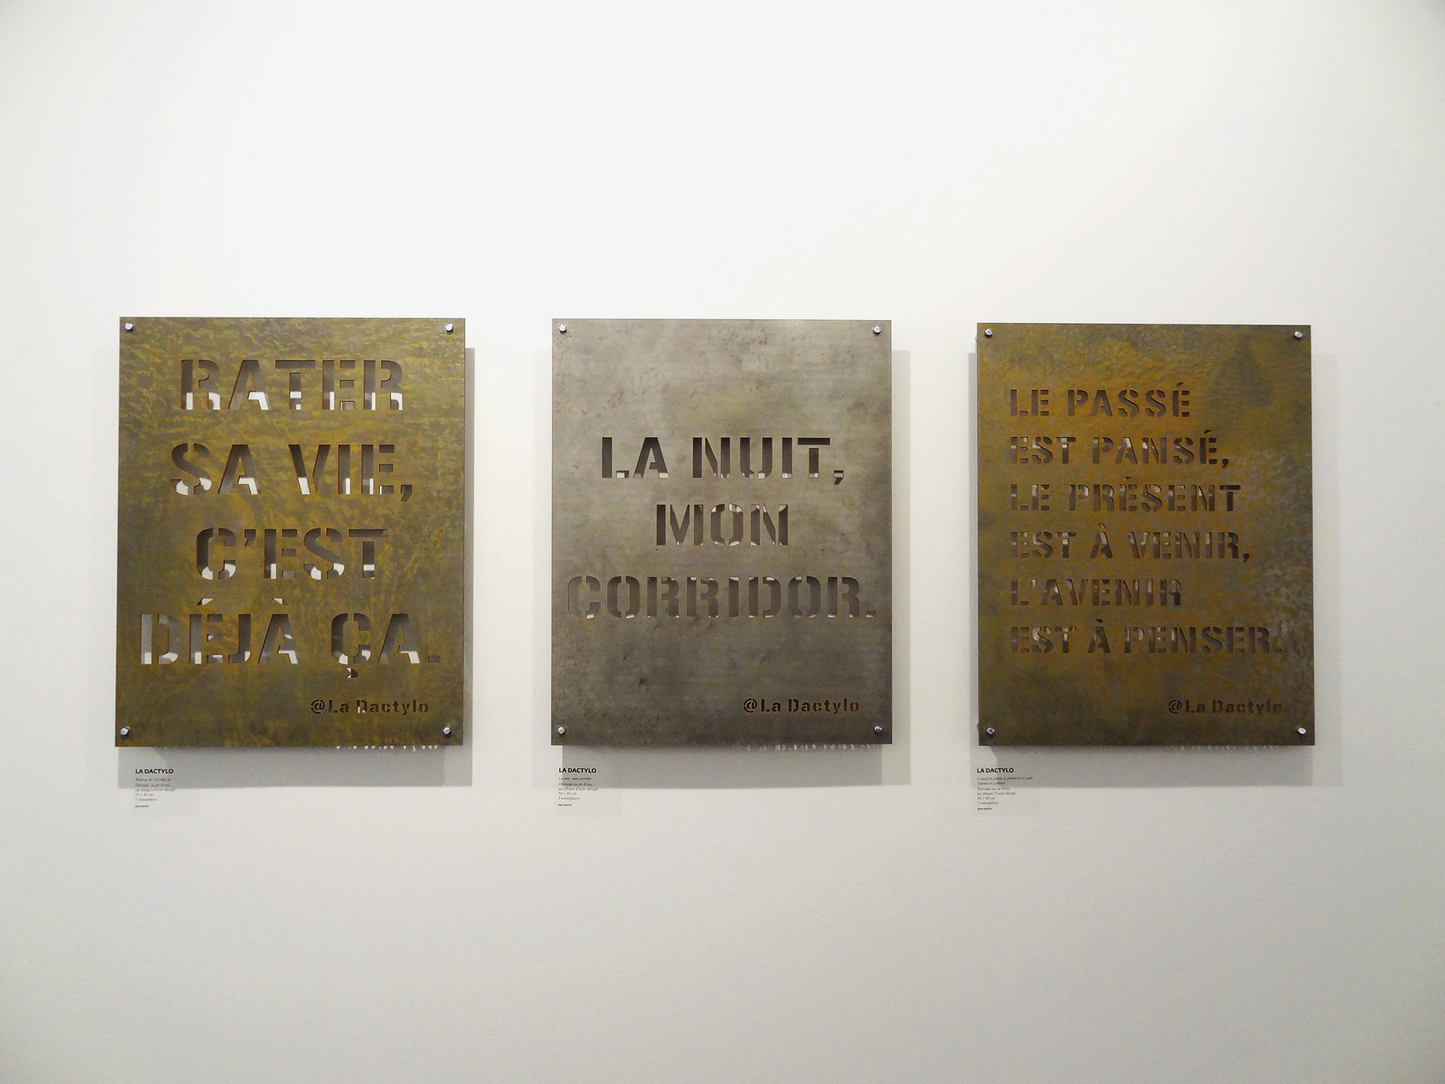 RATER
SA VIE,
C'EST
DÉJÀ ÇA.
@La Dactylo
LA DACTYLO
LA NUIT,
MON
CORRIDOR.
@La Dactylo
LA DACTYLO
LE PASSÉ
EST PANSÉ,
LE PRÉSENT
EST À VENIR,
L'AVENIR
EST À PENSER.
@La Dactylo
LA DACTYLO